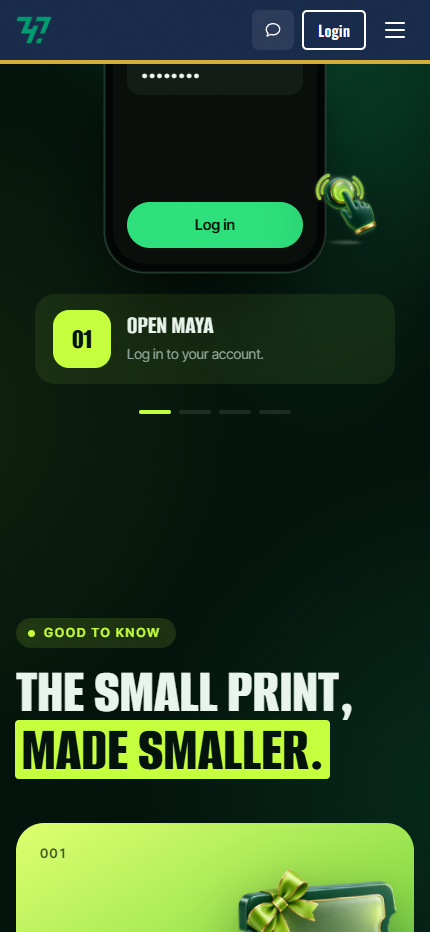 Login
••••••••
Log in
01
OPEN MAYA
Log in to your account.
GOOD TO KNOW
THE SMALL PRINT,
MADE SMALLER.
001